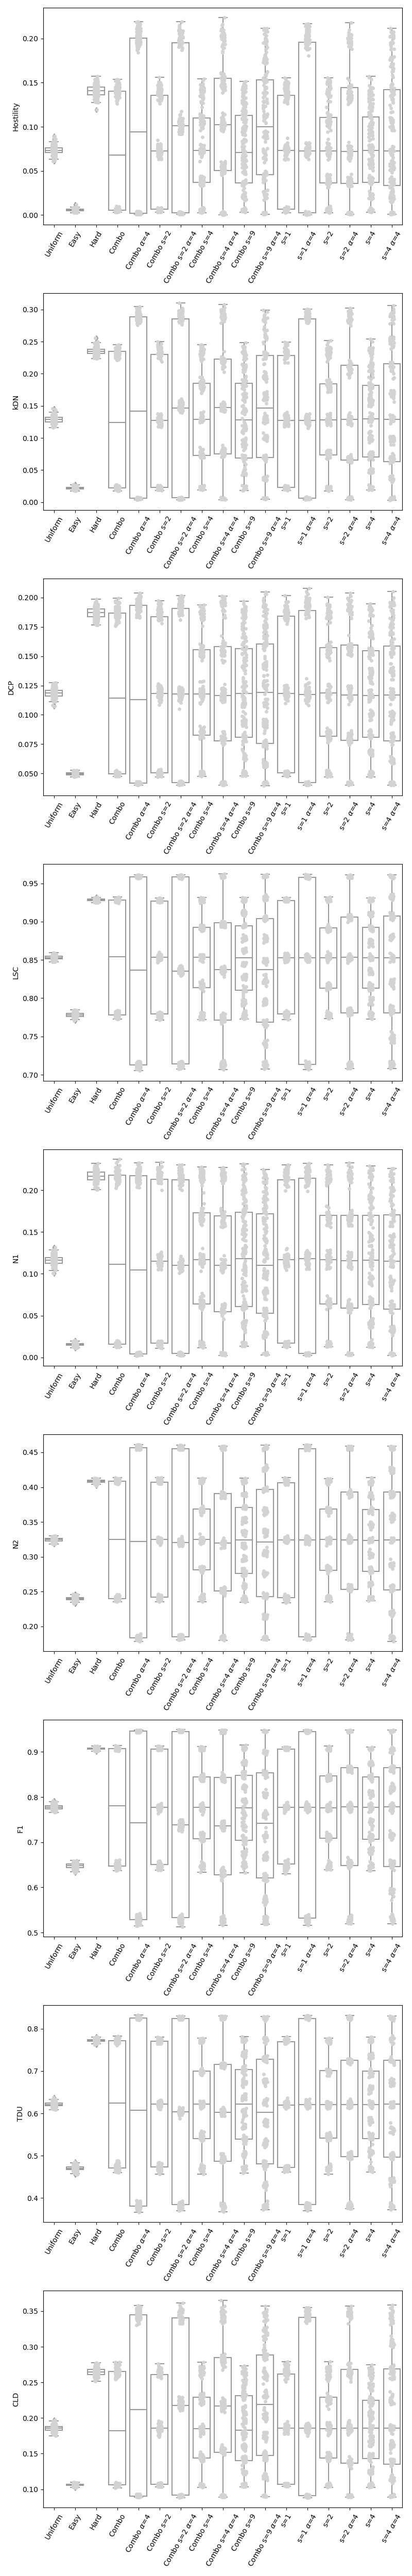 Hostility
0.20
0.15
0.10
0.05
0.00
Uniform Easy Hard Combo Combo α=4 Combo s=2 Combo s=2 α=4 Combo s=4 Combo s=4 α=4 Combo s=9 Combo s=9 α=4 s=1 s=1 α=4 s=2 s=2 α=4 s=4 s=4 α=4
kDN
0.30
0.25
0.20
0.15
0.10
0.05
0.00
Uniform Easy Hard Combo Combo α=4 Combo s=2 Combo s=2 α=4 Combo s=4 Combo s=4 α=4 Combo s=9 Combo s=9 α=4 s=1 s=1 α=4 s=2 s=2 α=4 s=4 s=4 α=4
DCP
0.200
0.175
0.150
0.125
0.100
0.075
0.050
Uniform Easy Hard Combo Combo α=4 Combo s=2 Combo s=2 α=4 Combo s=4 Combo s=4 α=4 Combo s=9 Combo s=9 α=4 s=1 s=1 α=4 s=2 s=2 α=4 s=4 s=4 α=4
LSC
0.95
0.90
0.85
0.80
0.75
0.70
Uniform Easy Hard Combo Combo α=4 Combo s=2 Combo s=2 α=4 Combo s=4 Combo s=4 α=4 Combo s=9 Combo s=9 α=4 s=1 s=1 α=4 s=2 s=2 α=4 s=4 s=4 α=4
N1
0.20
0.15
0.10
0.05
0.00
Uniform Easy Hard Combo Combo α=4 Combo s=2 Combo s=2 α=4 Combo s=4 Combo s=4 α=4 Combo s=9 Combo s=9 α=4 s=1 s=1 α=4 s=2 s=2 α=4 s=4 s=4 α=4
N2
0.45
0.40
0.35
0.30
0.25
0.20
Uniform Easy Hard Combo Combo α=4 Combo s=2 Combo s=2 α=4 Combo s=4 Combo s=4 α=4 Combo s=9 Combo s=9 α=4 s=1 s=1 α=4 s=2 s=2 α=4 s=4 s=4 α=4
F1
0.9
0.8
0.7
0.6
0.5
Uniform Easy Hard Combo Combo α=4 Combo s=2 Combo s=2 α=4 Combo s=4 Combo s=4 α=4 Combo s=9 Combo s=9 α=4 s=1 s=1 α=4 s=2 s=2 α=4 s=4 s=4 α=4
TDU
0.8
0.7
0.6
0.5
0.4
Uniform Easy Hard Combo Combo α=4 Combo s=2 Combo s=2 α=4 Combo s=4 Combo s=4 α=4 Combo s=9 Combo s=9 α=4 s=1 s=1 α=4 s=2 s=2 α=4 s=4 s=4 α=4
CLD
0.35
0.30
0.25
0.20
0.15
0.10
Uniform Easy Hard Combo Combo α=4 Combo s=2 Combo s=2 α=4 Combo s=4 Combo s=4 α=4 Combo s=9 Combo s=9 α=4 s=1 s=1 α=4 s=2 s=2 α=4 s=4 s=4 α=4